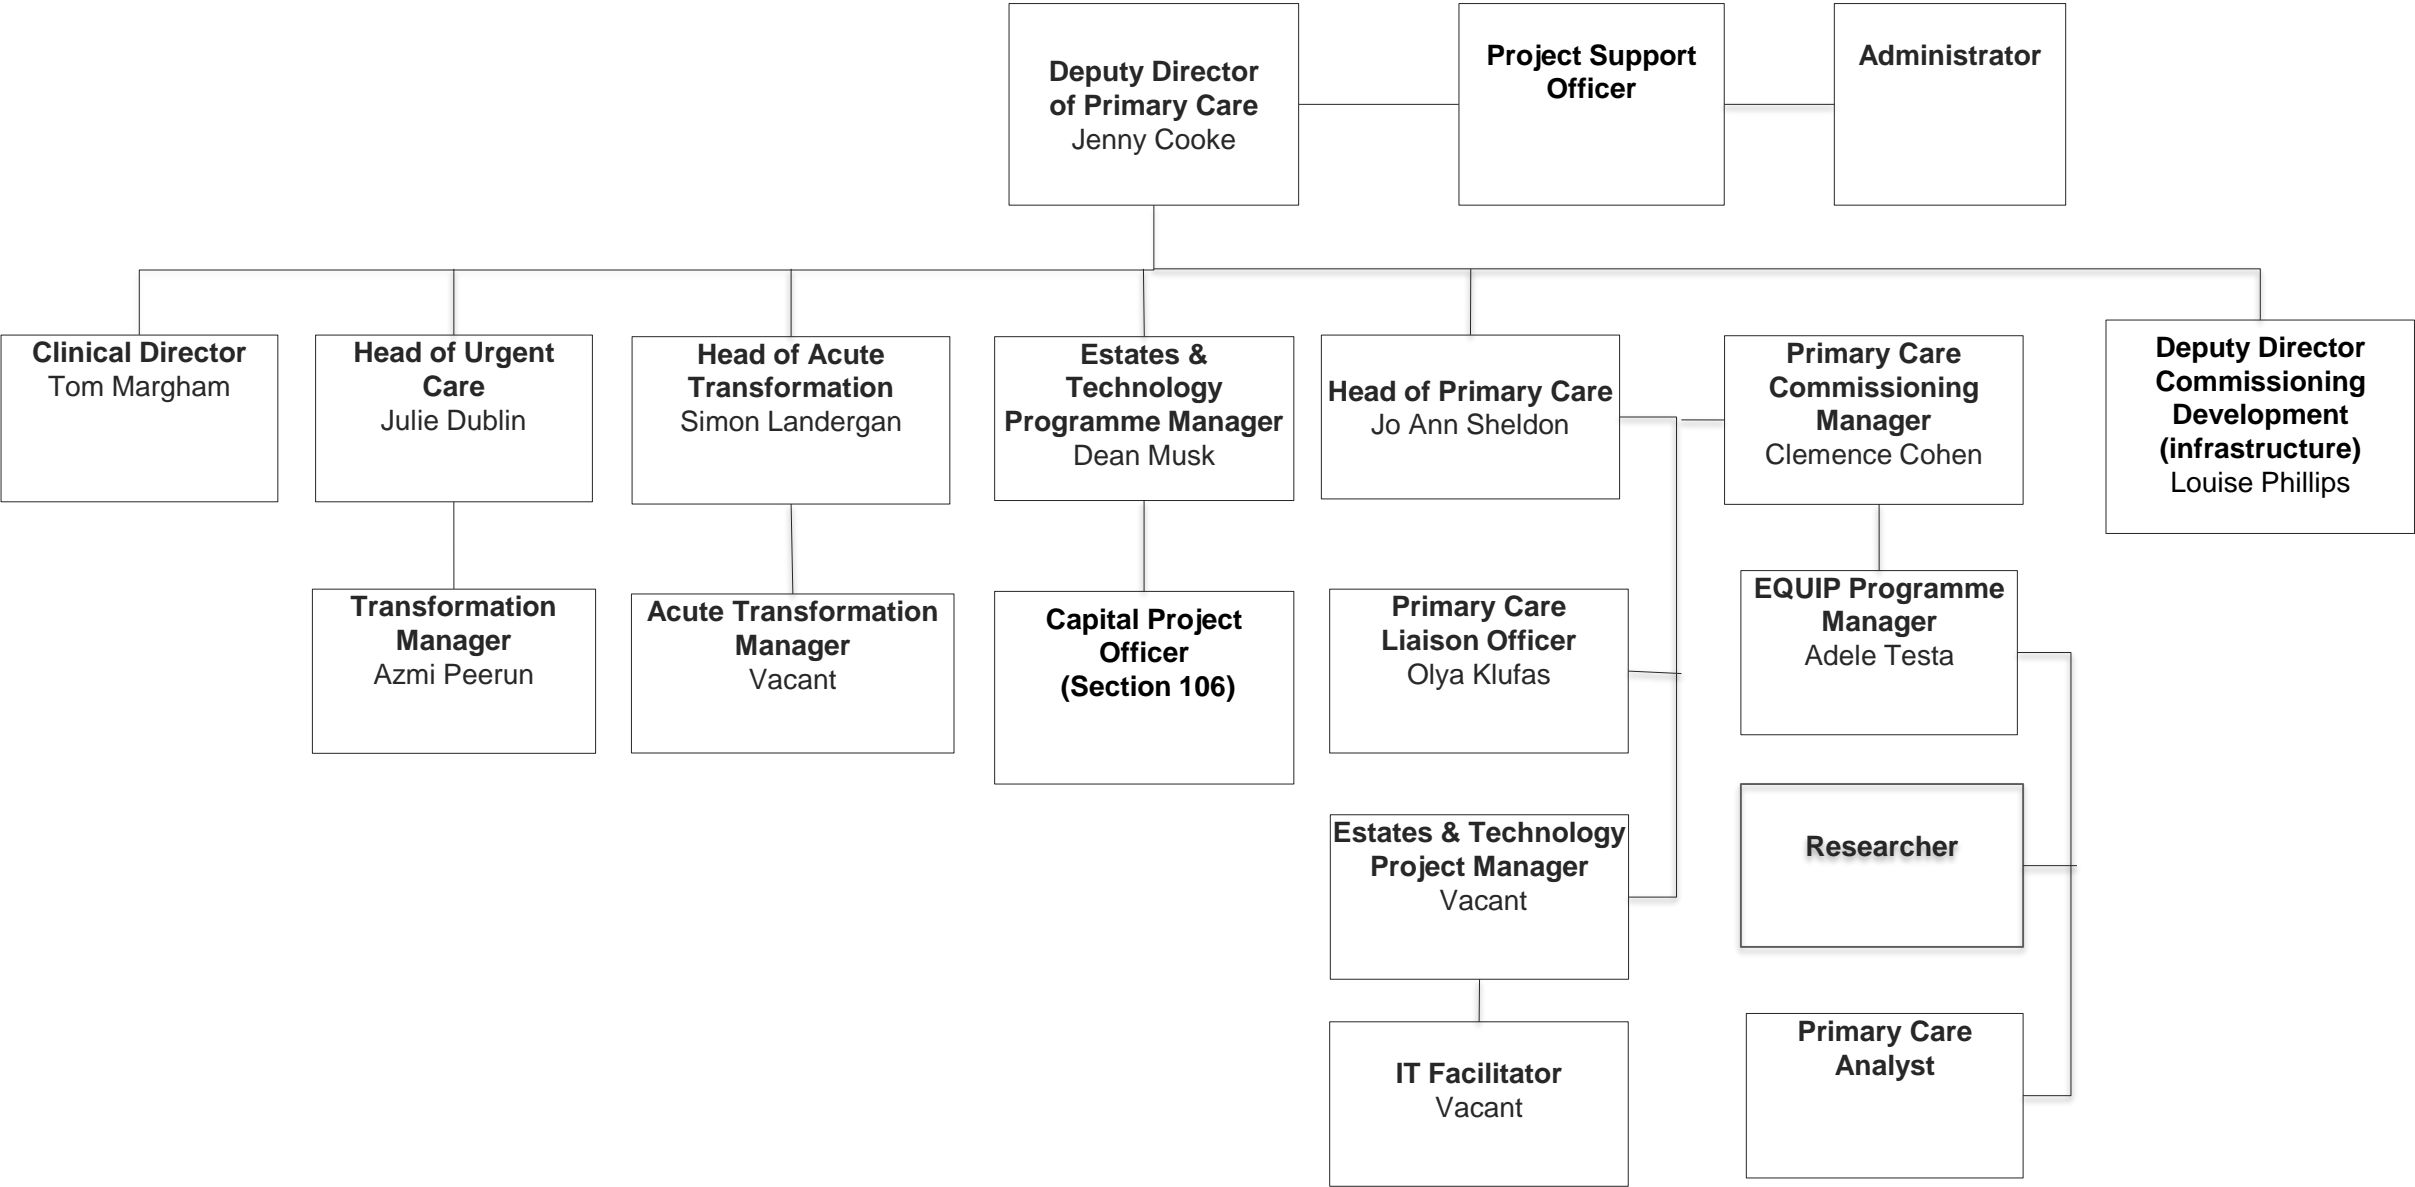 Deputy Director
of Primary Care
Jenny Cooke
Project Support
Officer
Administrator
Clinical Director
Tom Margham
Head of Urgent
Care
Julie Dublin
Head of Acute
Transformation
Simon Landergan
Estates &
Technology
Programme Manager
Dean Musk
Head of Primary Care
Jo Ann Sheldon
Primary Care
Commissioning
Manager
Clemence Cohen
Deputy Director
Commissioning
Development
(infrastructure)
Louise Phillips
Transformation
Manager
Azmi Peerun
Acute Transformation
Manager
Vacant
Capital Project
Officer
(Section 106)
Primary Care
Liaison Officer
Olya Klufas
EQUIP Programme
Manager
Adele Testa
Estates & Technology
Project Manager
Vacant
Researcher
IT Facilitator
Vacant
Primary Care
Analyst